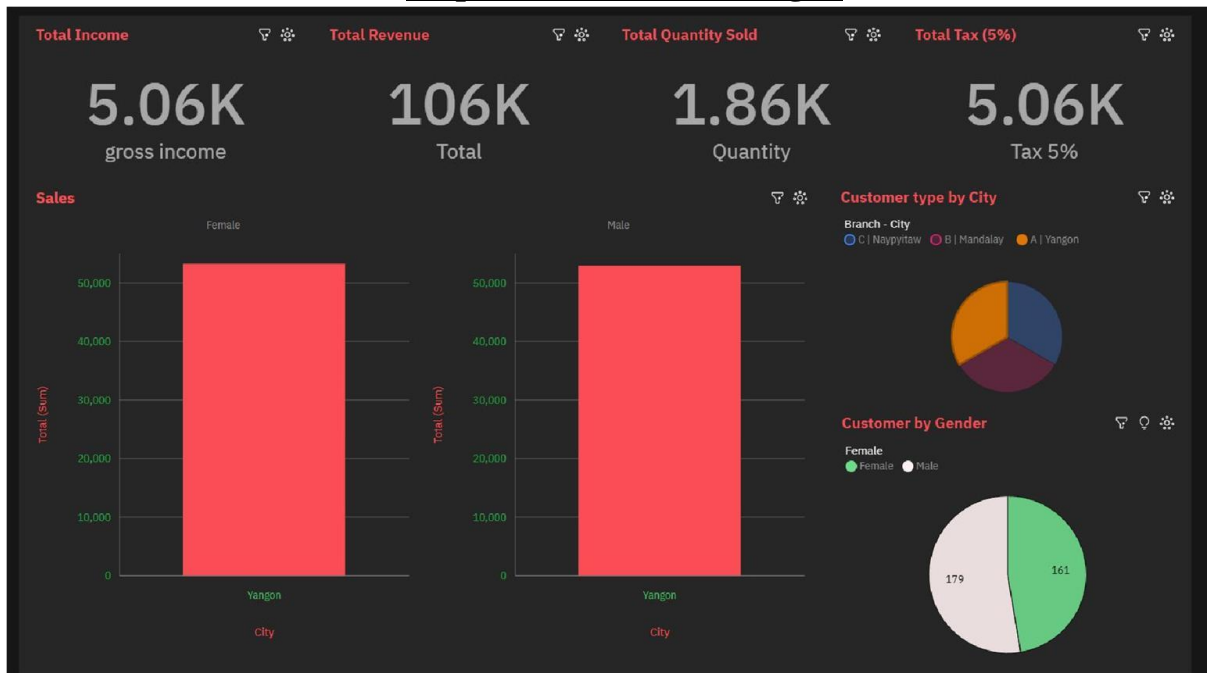 Total Income
Total Revenue
Total Quantity Sold
Total Tax (5%)
5.06K
gross income
106K
Total
1.86K
Quantity
5.06K
Tax 5%
Sales
Female
Total (Sum)
50,000
40,000
30,000
20,000
10,000
0
Yangon
City
Male
Total (Sum)
50,000
40,000
30,000
20,000
10,000
0
Yangon
City
Customer type by City
Branch - City
C | Naypyitaw B | Mandalay A | Yangon
Customer by Gender
Female
Female Male
179
161